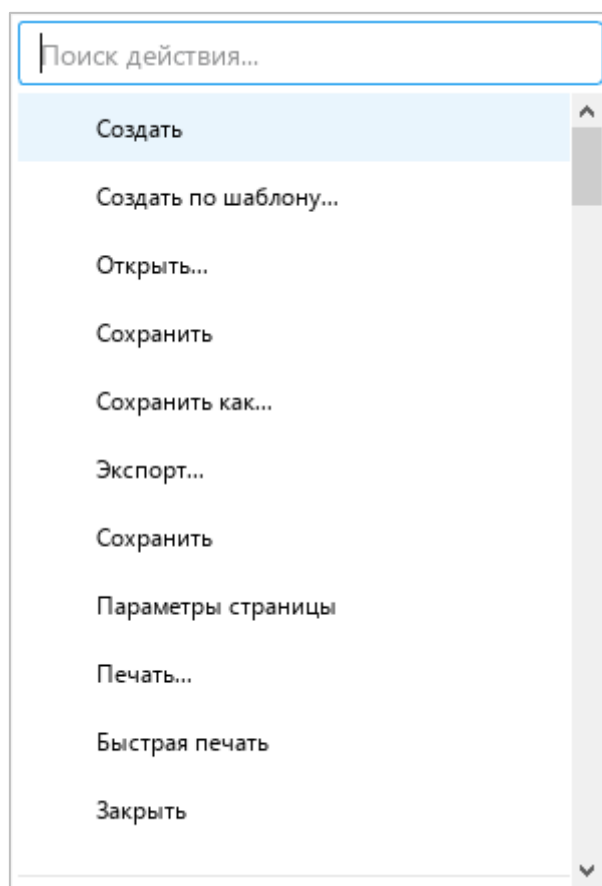 Поиск действия...
Создать
Создать по шаблону...
Открыть...
Сохранить
Сохранить как...
Экспорт...
Сохранить
Параметры страницы
Печать...
Быстрая печать
Закрыть